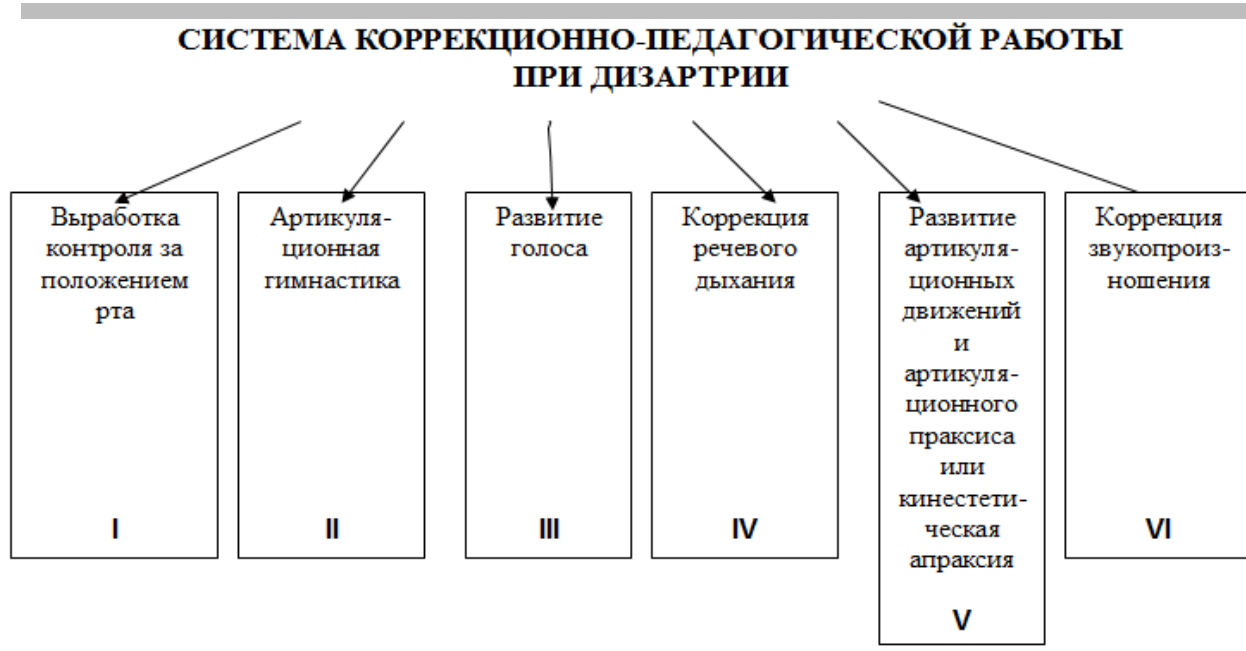 СИСТЕМА КОРРЕКЦИОННО-ПЕДАГОГИЧЕСКОЙ РАБОТЫ
ПРИ ДИЗАРТРИИ
Выработка
контроля за
положением
рта
I
Артикуля-
ционная
гимнастика
II
Развитие
голоса
III
Коррекция
речевого
дыхания
IV
Развитие
артикуля-
ционных
движений
и
артикуля-
ционного
праксиса
или
кинестети-
ческая
апраксия
V
Коррекция
звукопроиз-
ношения
VI